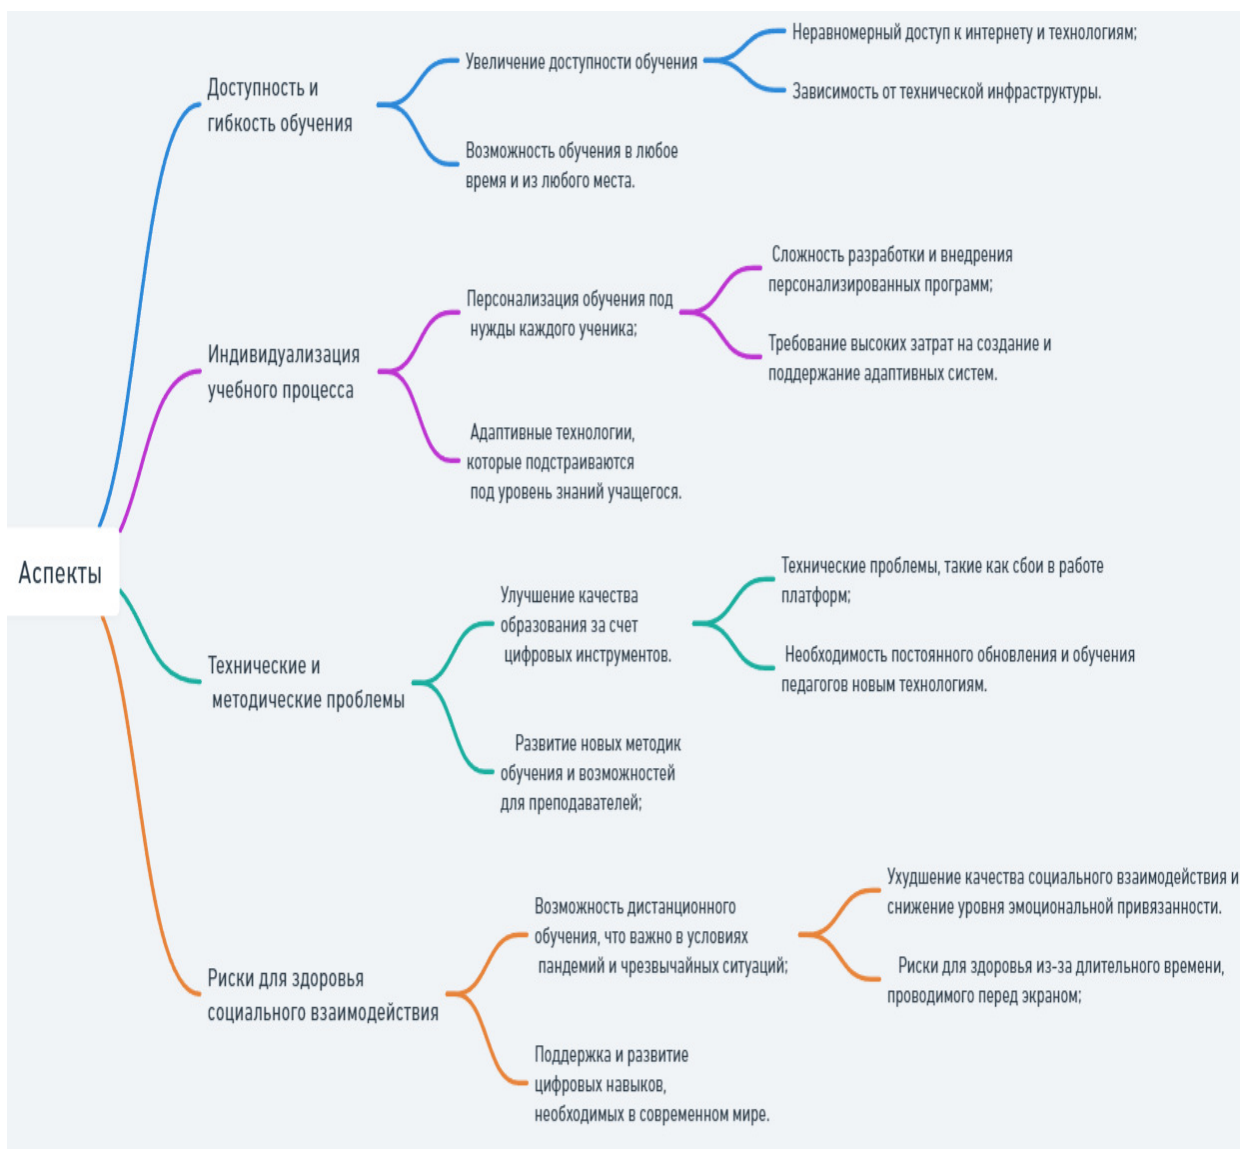 Аспекты
Доступность и
гибкость обучения
Увеличение доступности обучения
Неравномерный доступ к интернету и технологиям;
Зависимость от технической инфраструктуры.
Возможность обучения в любое
время и из любого места.
Индивидуализация
учебного процесса
Персонализация обучения под
нужды каждого ученика;
Сложность разработки и внедрения
персонализированных программ;
Требование высоких затрат на создание и
поддержание адаптивных систем.
Адаптивные технологии,
которые подстраиваются
под уровень знаний учащегося.
Технические и
методические проблемы
Улучшение качества
образования за счет
цифровых инструментов.
Технические проблемы, такие как сбои в работе
платформ;
Необходимость постоянного обновления и обучения
педагогов новым технологиям.
Развитие новых методик
обучения и возможностей
для преподавателей;
Риски для здоровья
социального взаимодействия
Возможность дистанционного
обучения, что важно в условиях
пандемий и чрезвычайных ситуаций;
Ухудшение качества социального взаимодействия и
снижение уровня эмоциональной привязанности.
Риски для здоровья из-за длительного времени,
проводимого перед экраном;
Поддержка и развитие
цифровых навыков,
необходимых в современном мире.